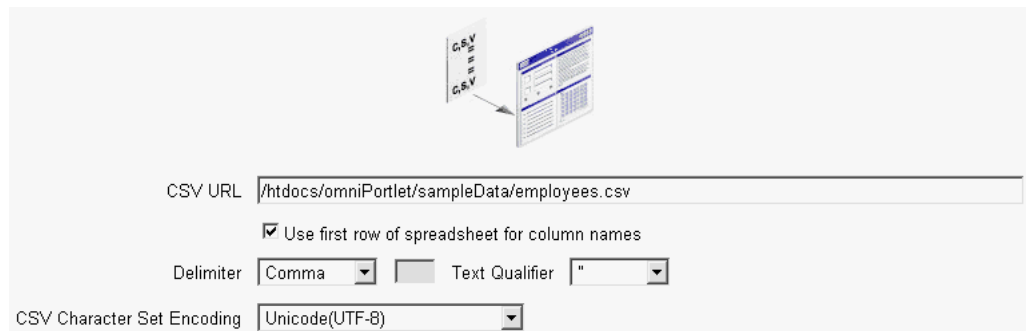 C,S,V
=
=
=
C,S,V
CSV URL /htdocs/omniPortlet/sampleData/employees.csv
Use first row of spreadsheet for column names
Delimiter Comma Text Qualifier "
CSV Character Set Encoding Unicode(UTF-8)